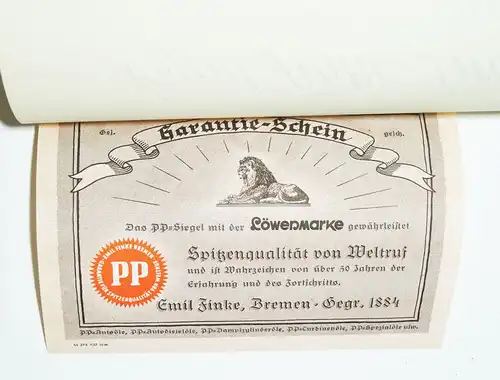 Garantie-Schein
Ges. gesch.
Das PP=Siegel mit der Löwenmarke gewährleistet
Spitzenqualität von Weltruf
und ist Wahrzeichen von über 50 Jahren der
Erfahrung und des Fortschritts.
PP
Emil Finke, Bremen - Gegr. 1884
PP=Autoöle, PP=Autodieselöle, PP=Dampfzylinderöle, PP=Turbinenöle, PP=Spezialöle usw.